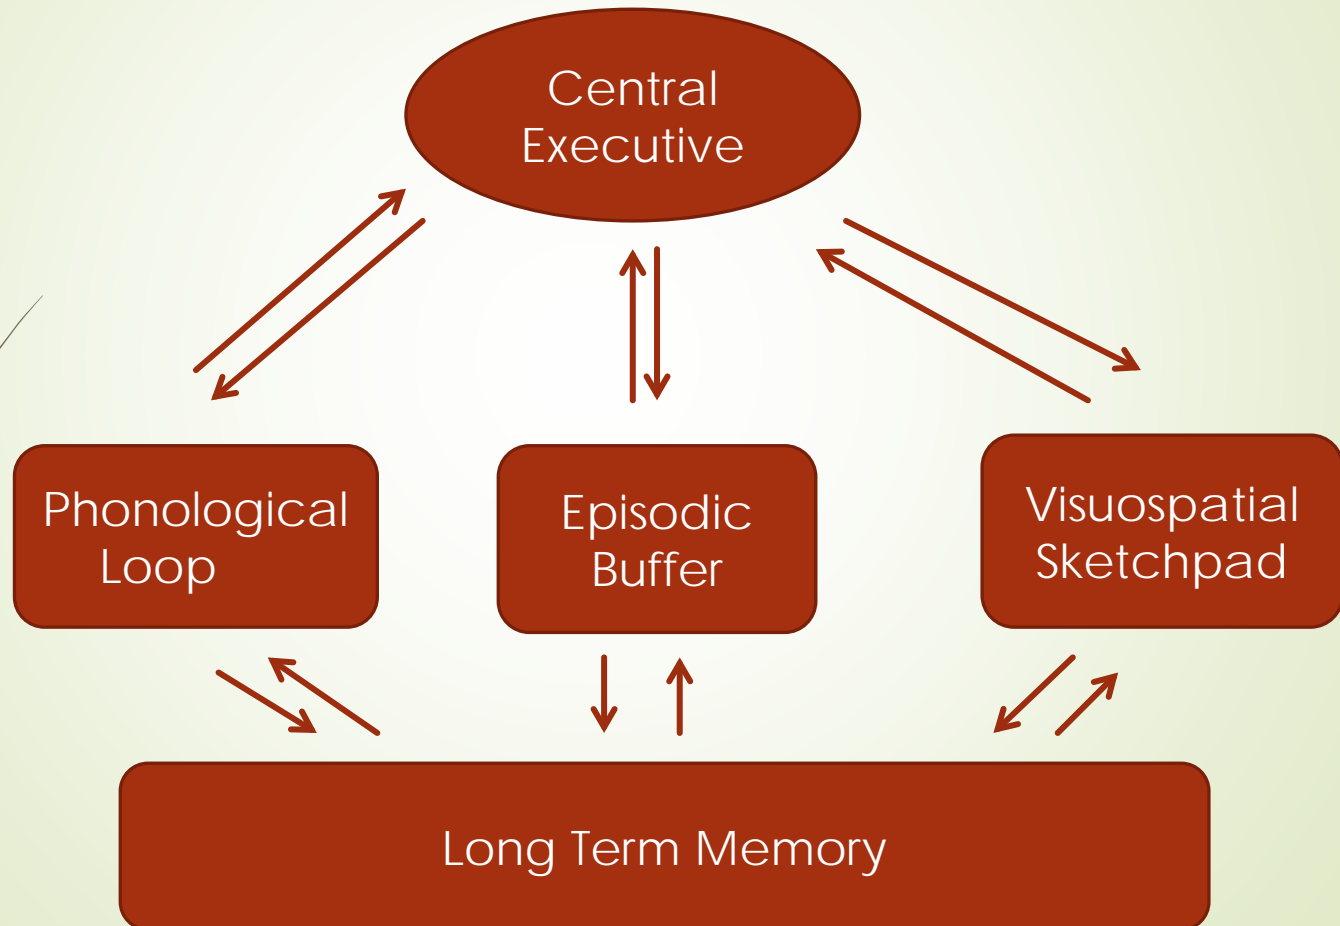 Central
Executive
Phonological
Loop
Episodic
Buffer
Visuospatial
Sketchpad
Long Term Memory